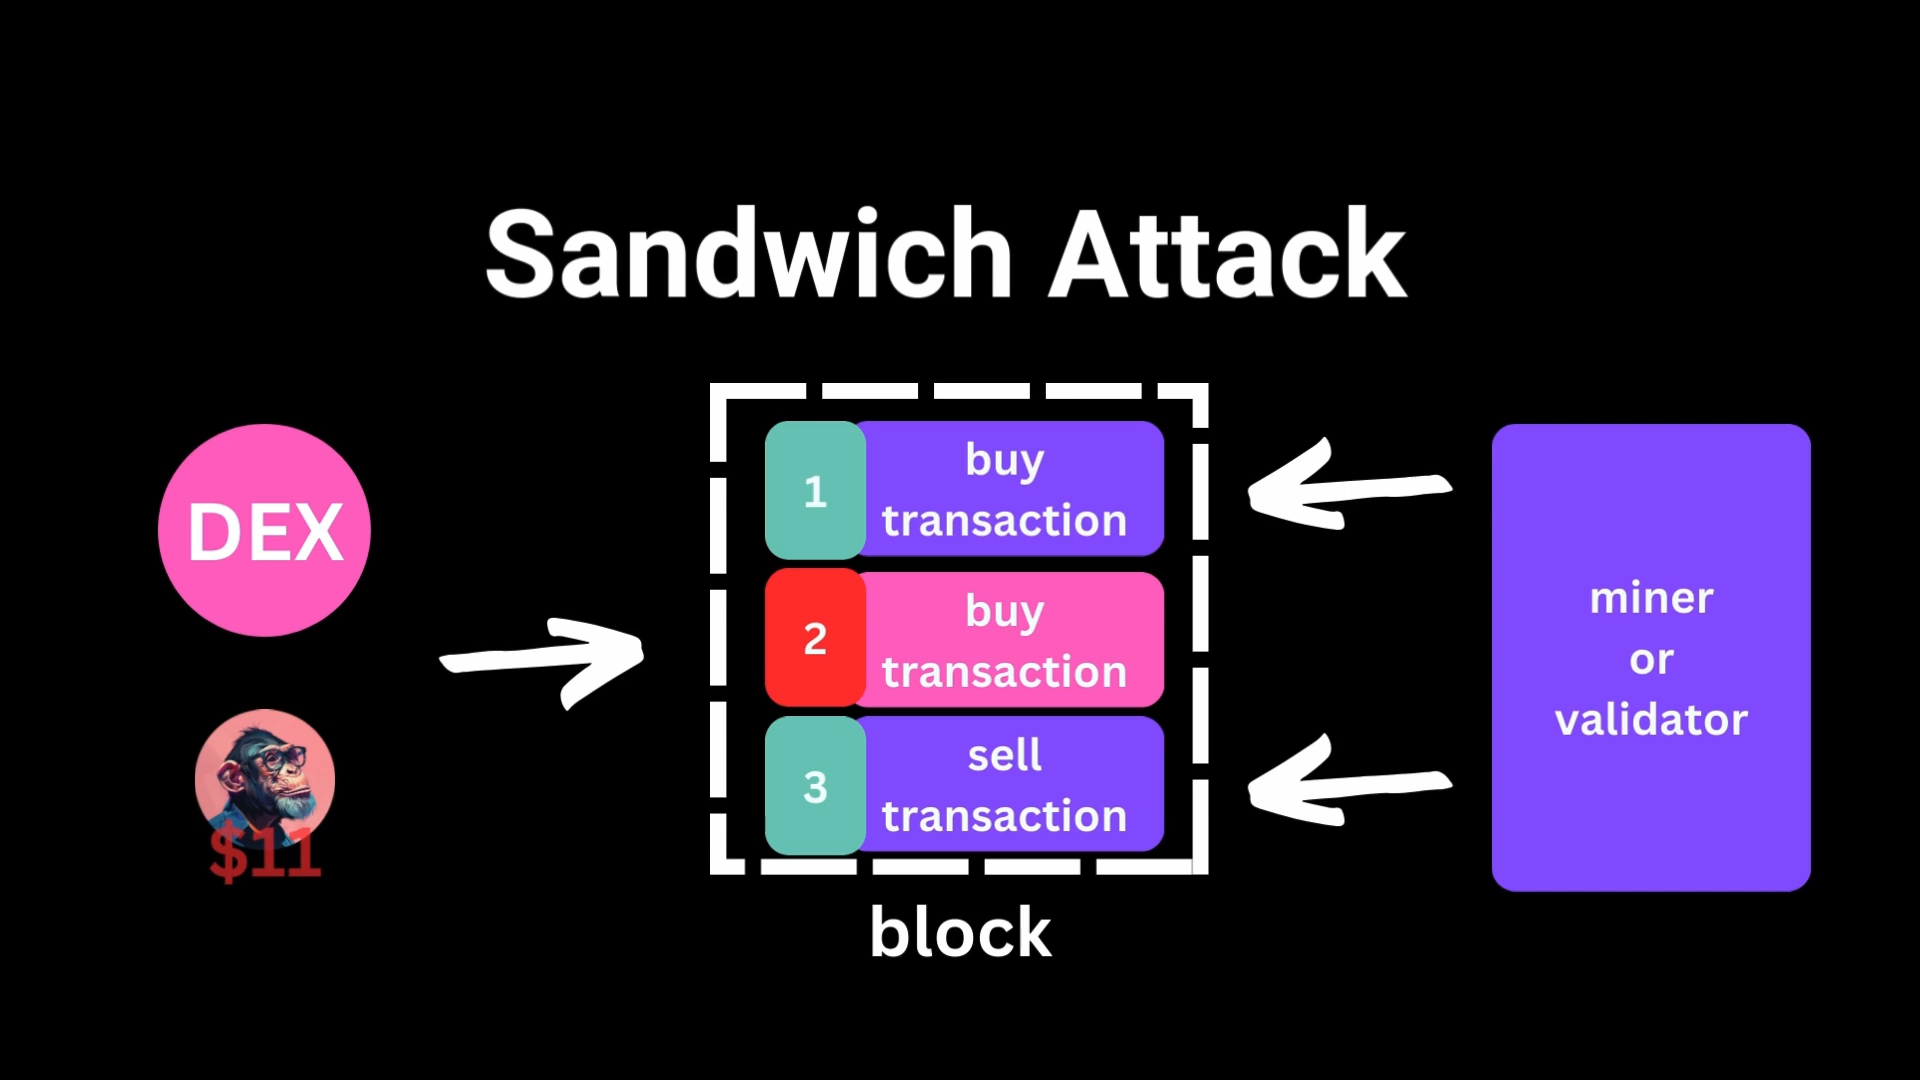 Sandwich Attack
DEX
$11
1
buy
transaction
2
buy
transaction
3
sell
transaction
block
miner
or
validator